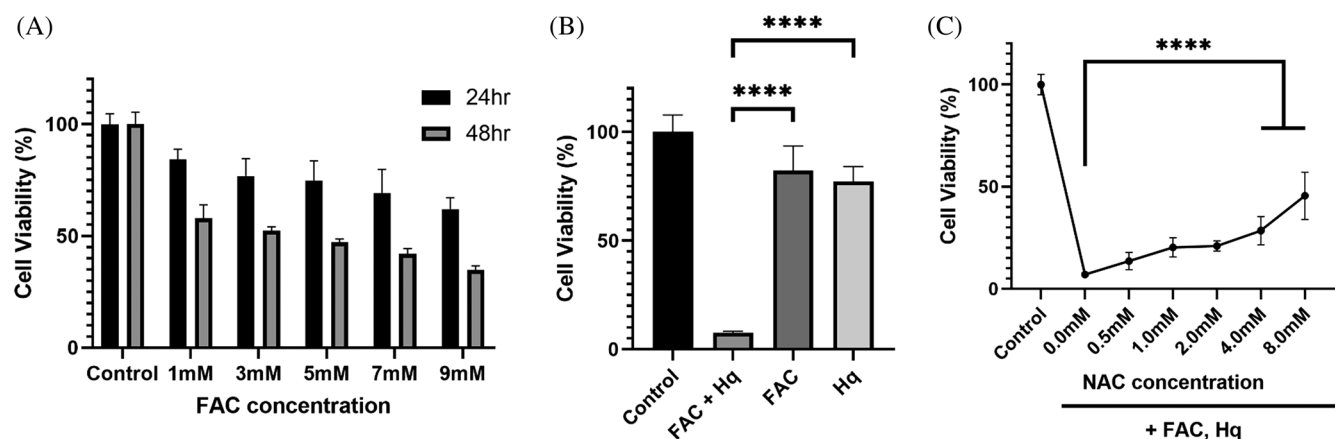 (A)
24hr
48hr
Cell Viability (%)
100
50
0
Control 1mM 3mM 5mM 7mM 9mM
FAC concentration
(B)
****
****
Cell Viability (%)
100
50
0
Control FAC + Hq FAC Hq
(C)
****
Cell Viability (%)
100
50
0
Control 0.0mM 0.5mM 1.0mM 2.0mM 4.0mM 8.0mM
NAC concentration
+ FAC, Hq